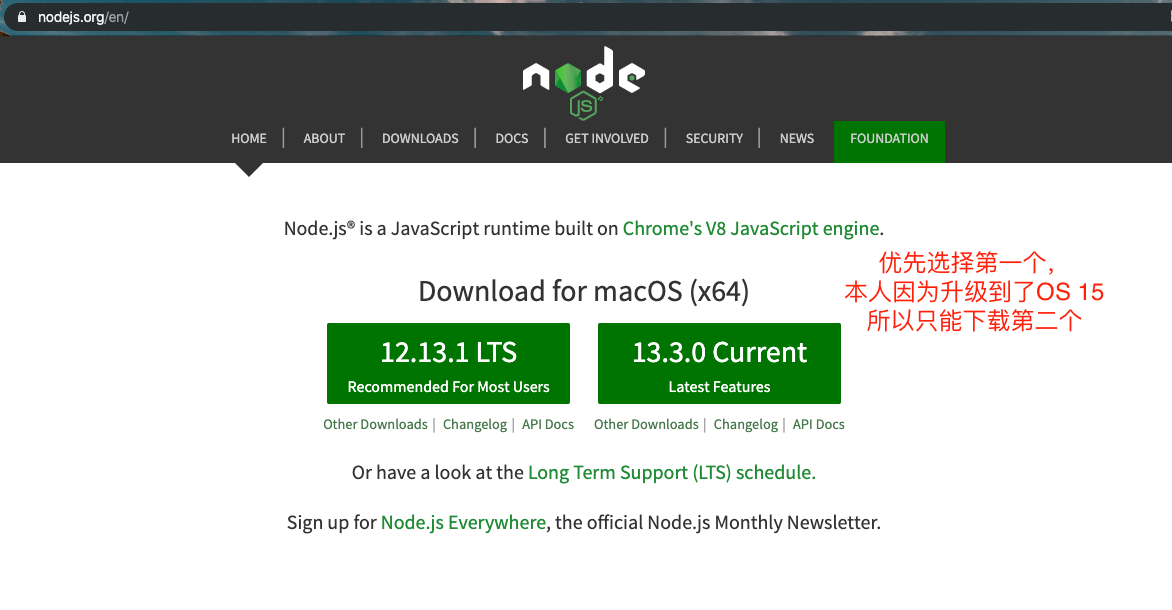 nodejs.org/en/
node
JS
HOME | ABOUT | DOWNLOADS | DOCS | GET INVOLVED | SECURITY | NEWS FOUNDATION
Node.js® is a JavaScript runtime built on Chrome's V8 JavaScript engine.
优先选择第一个，
本人因为升级到了OS 15
所以只能下载第二个
Download for macOS (x64)
12.13.1 LTS
Recommended For Most Users
13.3.0 Current
Latest Features
Other Downloads | Changelog | API Docs
Other Downloads | Changelog | API Docs
Or have a look at the Long Term Support (LTS) schedule.
Sign up for Node.js Everywhere, the official Node.js Monthly Newsletter.